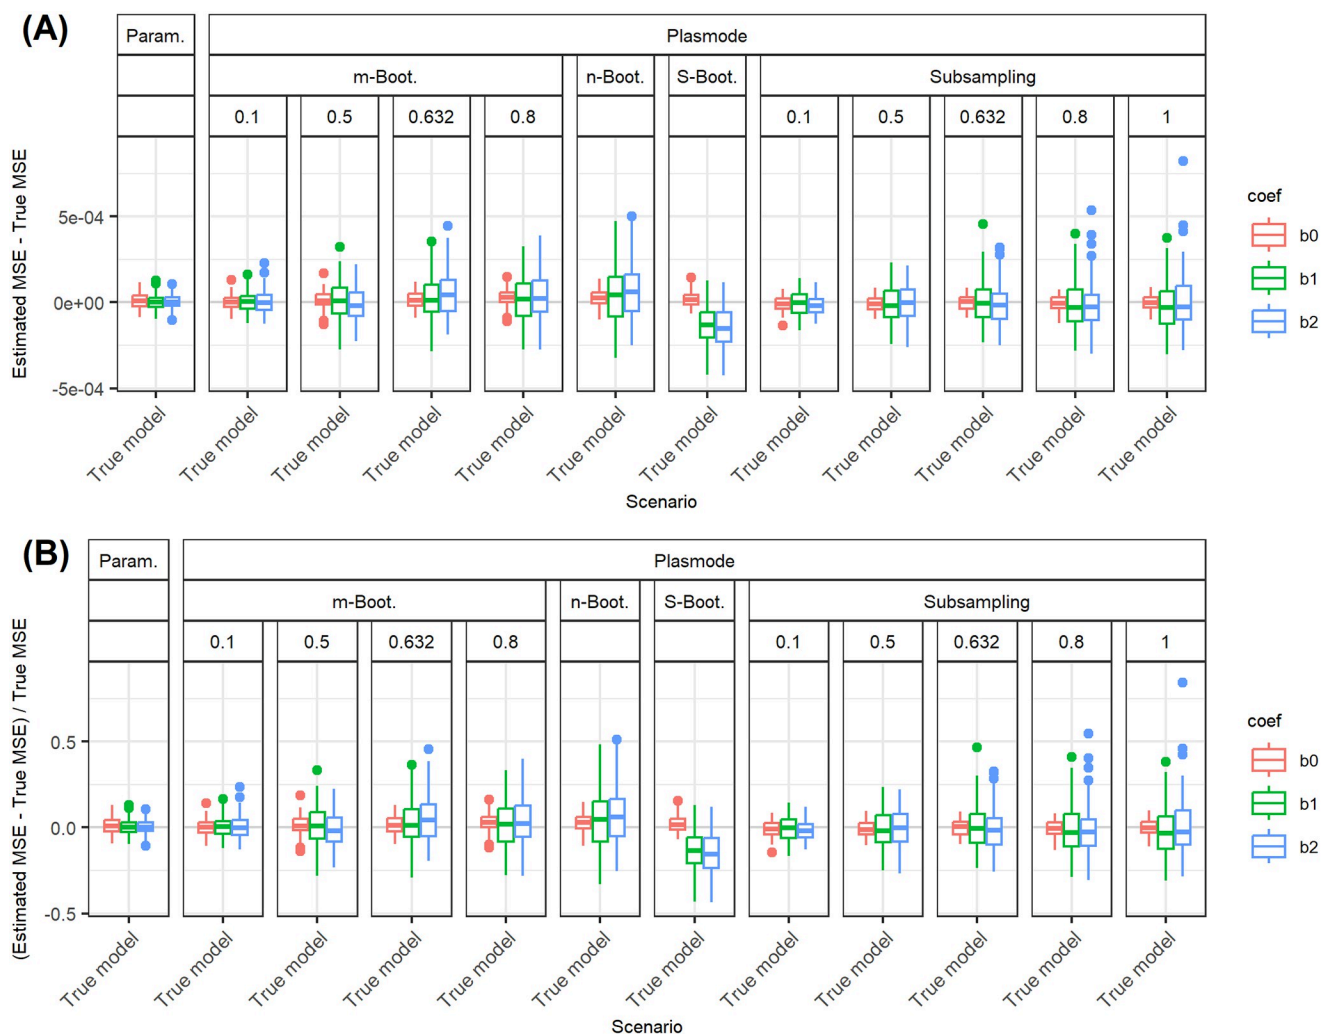 (A)
Param.
Plasmode
m-Boot.
n-Boot.
S-Boot.
Subsampling
0.1
0.5
0.632
0.8
0.1
0.5
0.632
0.8
1
Estimated MSE - True MSE
5e-04
0e+00
-5e-04
True model
True model
True model
True model
True model
True model
True model
True model
True model
True model
True model
True model
Scenario
coef
b0
b1
b2
(B)
Param.
Plasmode
m-Boot.
n-Boot.
S-Boot.
Subsampling
0.1
0.5
0.632
0.8
0.1
0.5
0.632
0.8
1
(Estimated MSE - True MSE) / True MSE
0.5
0.0
-0.5
True model
True model
True model
True model
True model
True model
True model
True model
True model
True model
True model
True model
Scenario
coef
b0
b1
b2